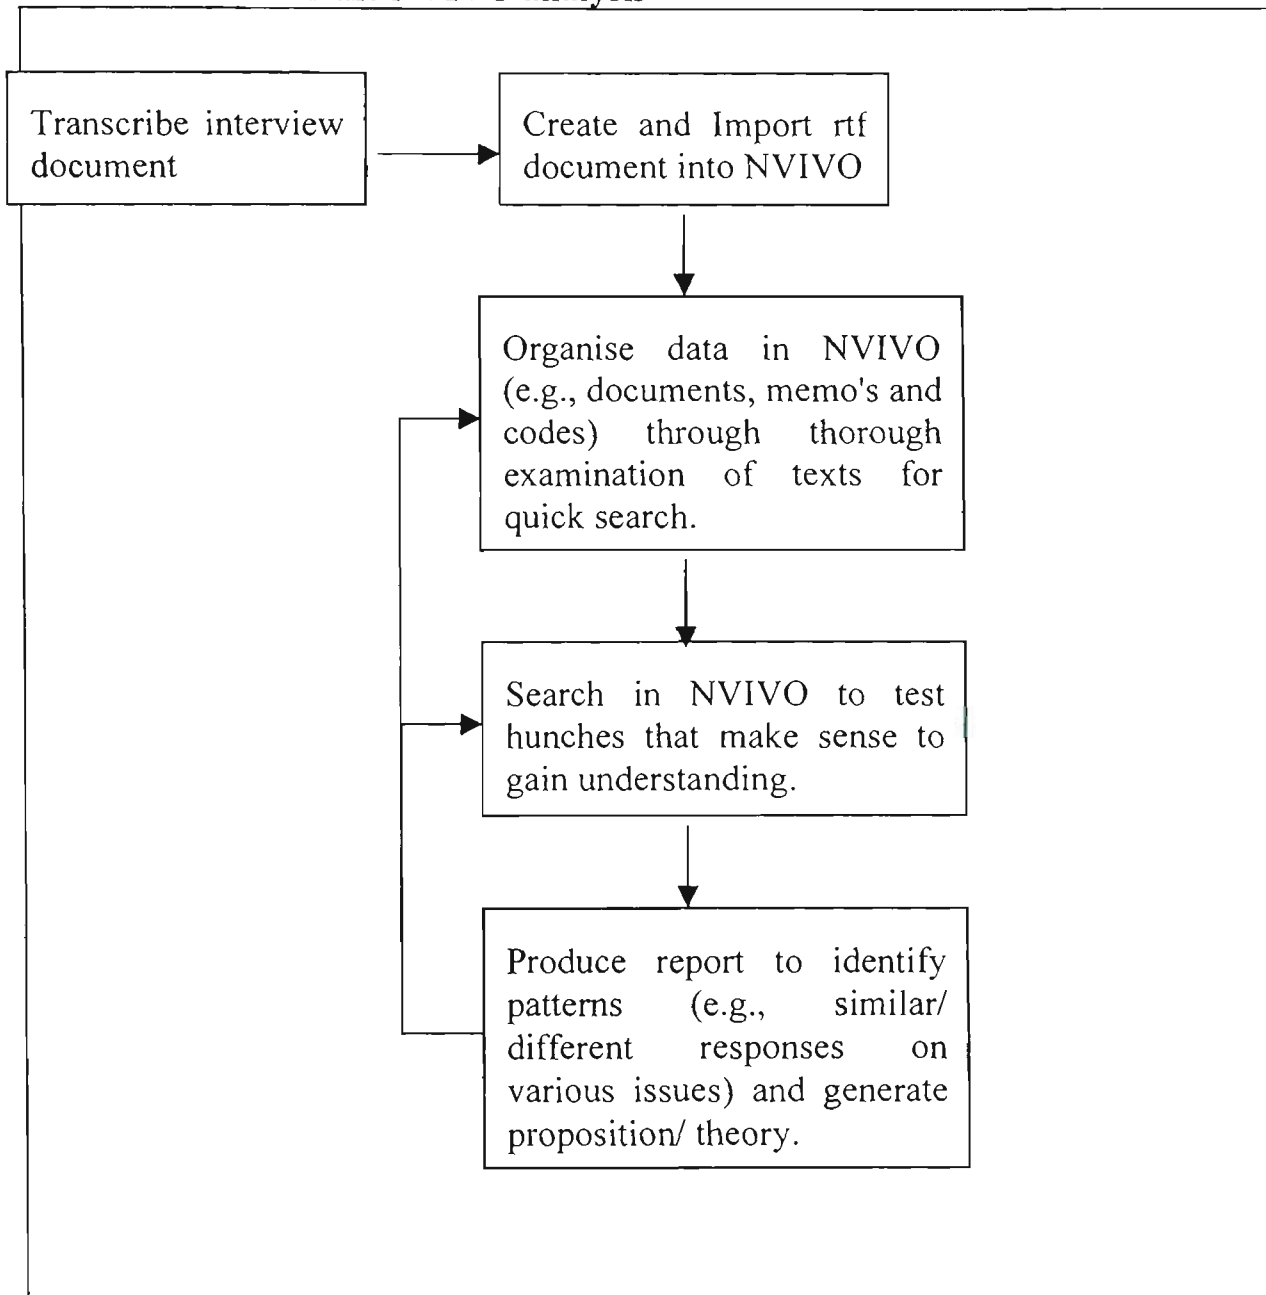 Transcribe interview
document
Create and Import rtf
document into NVIVO
Organise data in NVIVO
(e.g., documents, memo's and
codes) through thorough
examination of texts for
quick search.
Search in NVIVO to test
hunches that make sense to
gain understanding.
Produce report to identify
patterns (e.g., similar/
different responses on
various issues) and generate
proposition/ theory.